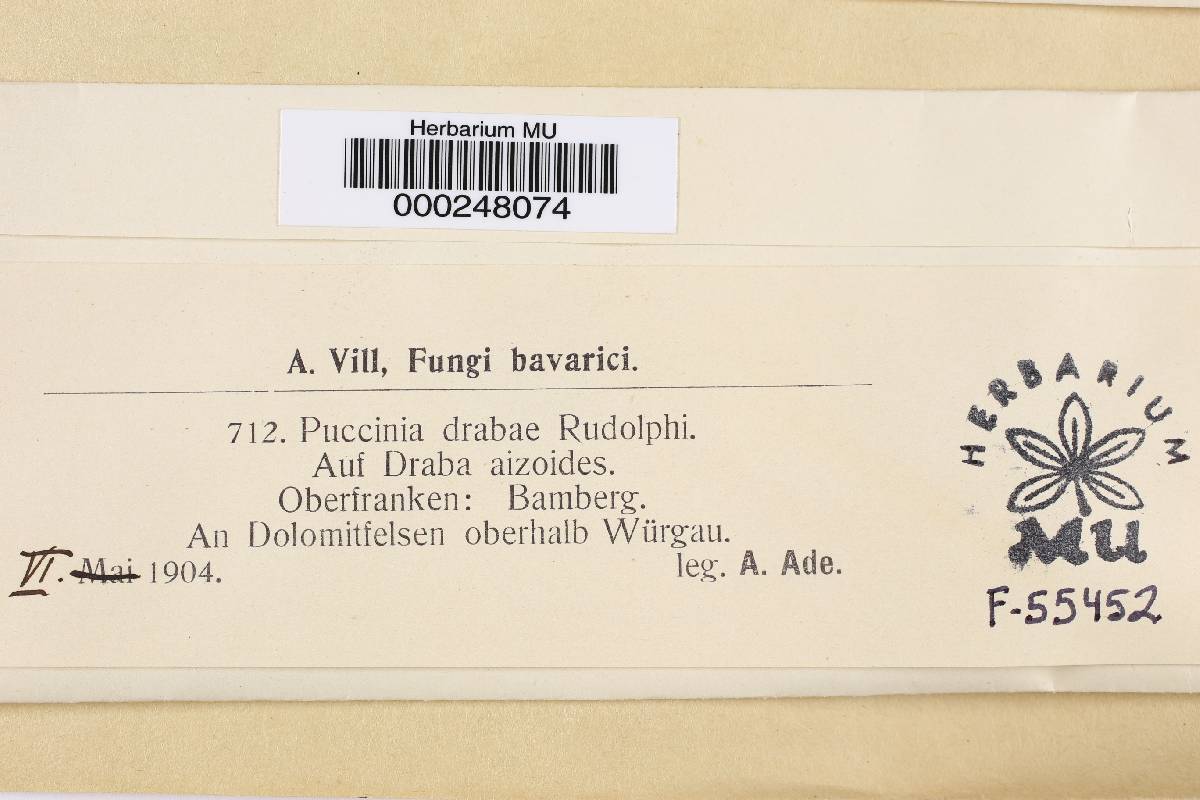 Herbarium MU
000248074
A. Vill, Fungi bavarici.
712. Puccinia drabae Rudolphi.
Auf Draba aizoides.
Oberfranken: Bamberg.
An Dolomitfelsen oberhalb Würgau.
VI. Mai 1904. leg. A. Ade.
HERBARIUM
MU
F-55452